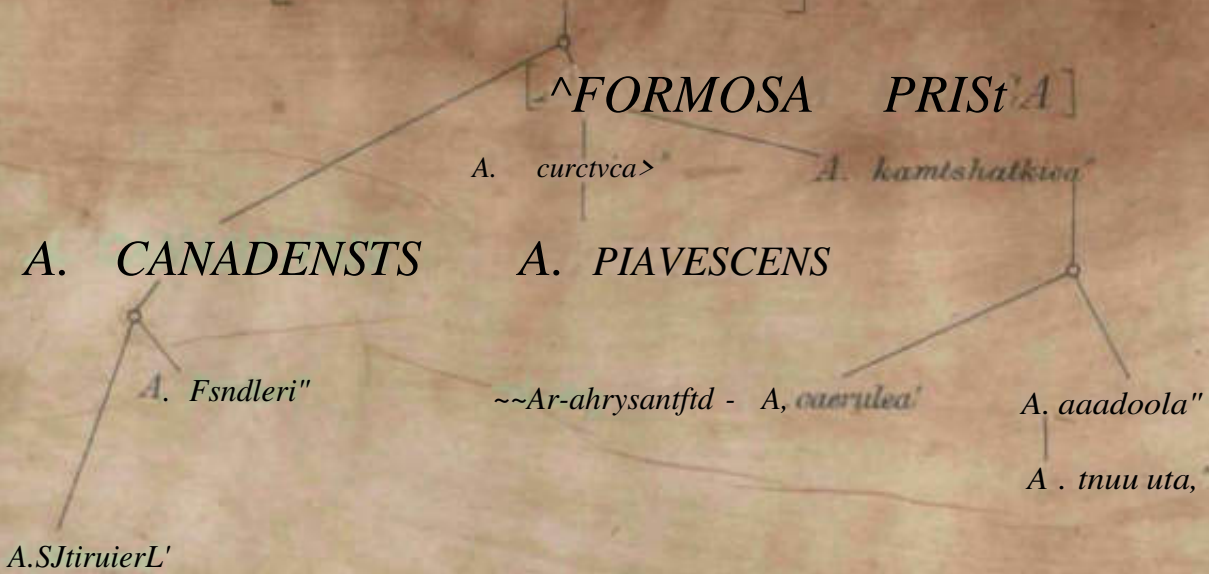 ^FORMOSA PRISt A]
A. curctvca>
A. kamtshatkica"
A. CANADENSTS
A. PIAVESCENS
A. Fsndleri"
~~Ar-ahrysantftd - A, caerulea'
A. aaadoola"
A . tnuu uta,
A.SJtiruierL'